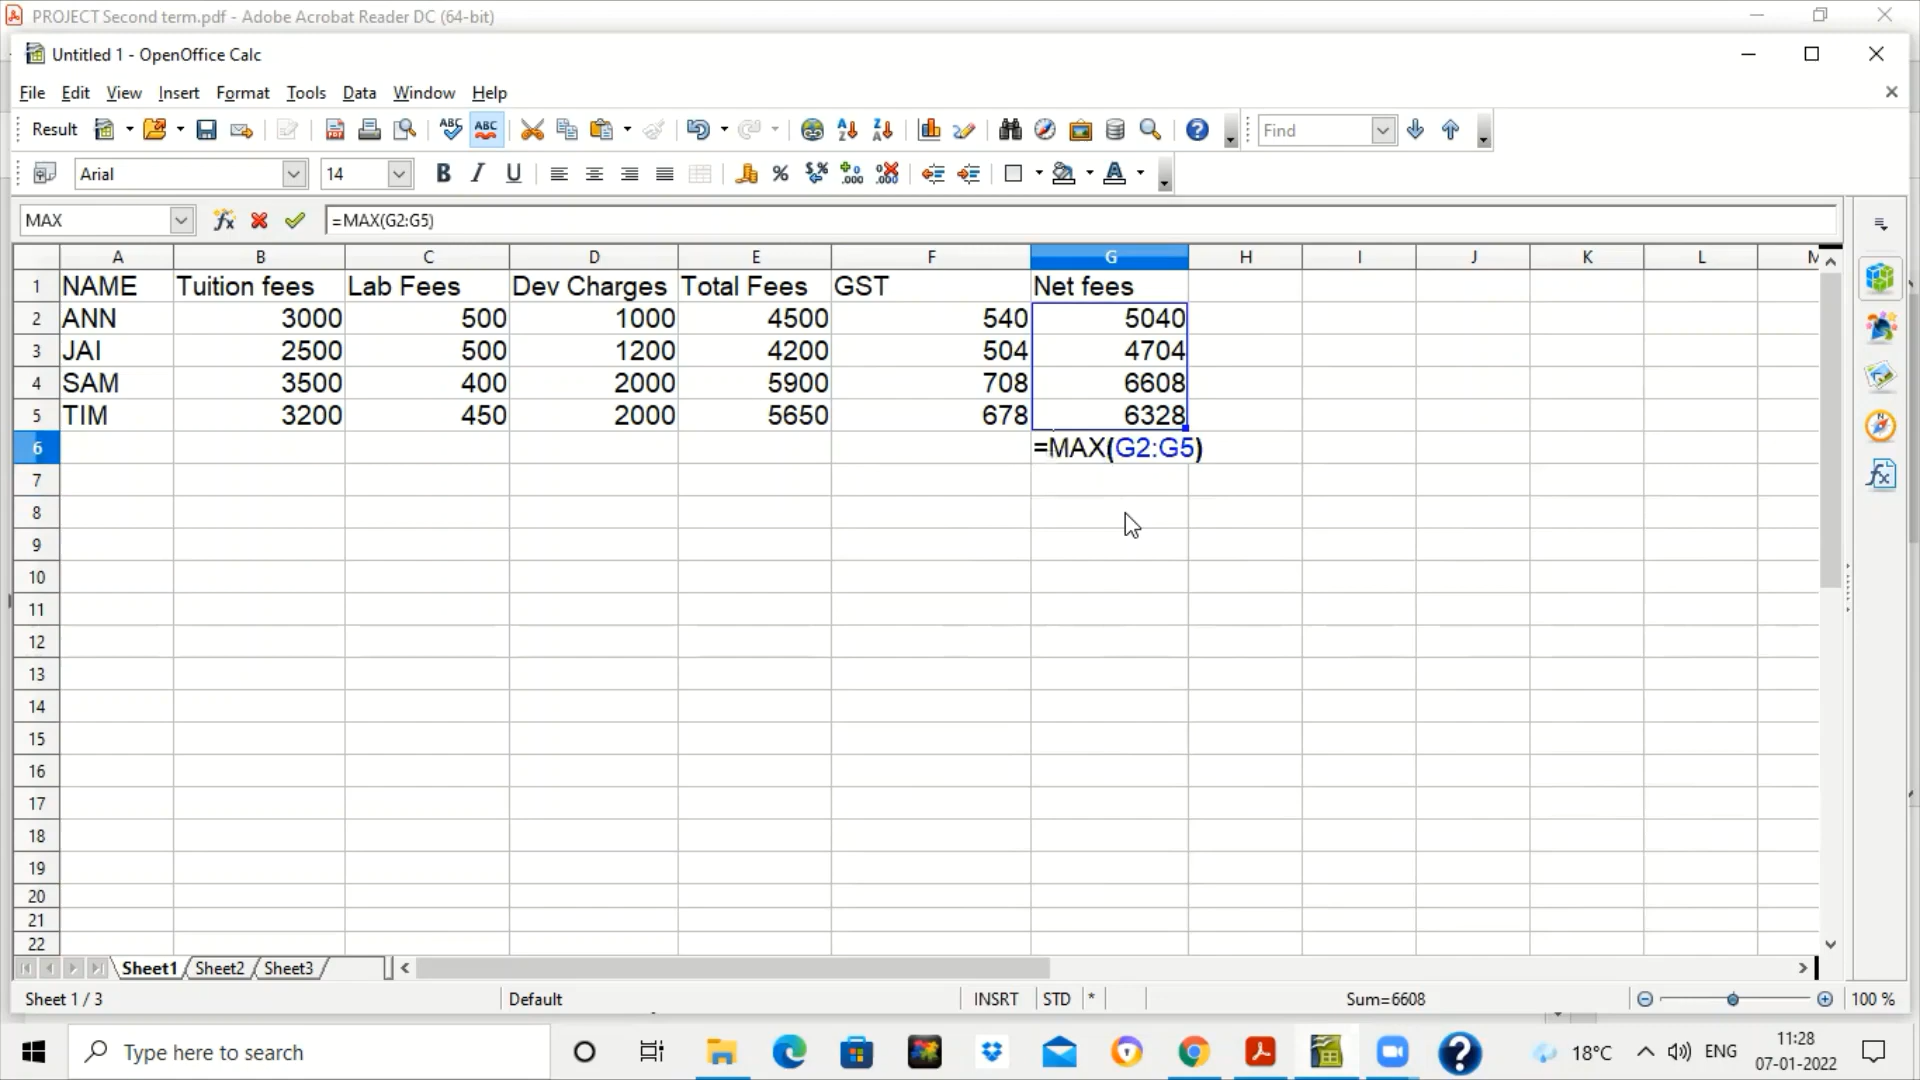 PROJECT Second term.pdf - Adobe Acrobat Reader DC (64-bit)
Untitled 1 - OpenOffice Calc
File Edit View Insert Format Tools Data Window Help
Result Find
Arial 14
MAX =MAX(G2:G5)
A B C D E F G H I J K L
1 NAME Tuition fees Lab Fees Dev Charges Total Fees GST Net fees
2 ANN 3000 500 1000 4500 540 5040
3 JAI 2500 500 1200 4200 504 4704
4 SAM 3500 400 2000 5900 708 6608
5 TIM 3200 450 2000 5650 678 6328
6 =MAX(G2:G5)
7
8
9
10
11
12
13
14
15
16
17
18
19
20
21
22
Sheet1 Sheet2 Sheet3
Sheet 1 / 3 Default INSRT STD * Sum=6608 100 %
Type here to search 18°C ENG 11:28
07-01-2022